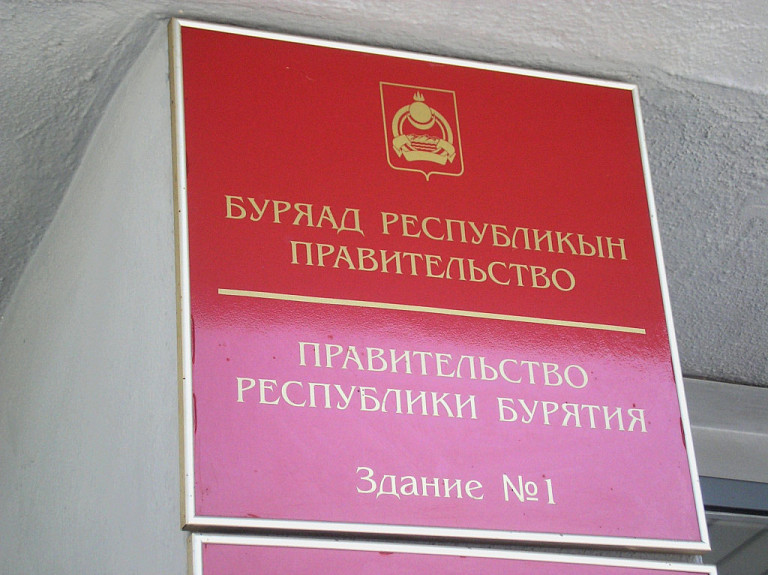 БУРЯАД РЕСПУБЛИКЫН
ПРАВИТЕЛЬСТВО
ПРАВИТЕЛЬСТВО
РЕСПУБЛИКИ БУРЯТИЯ
Здание №1